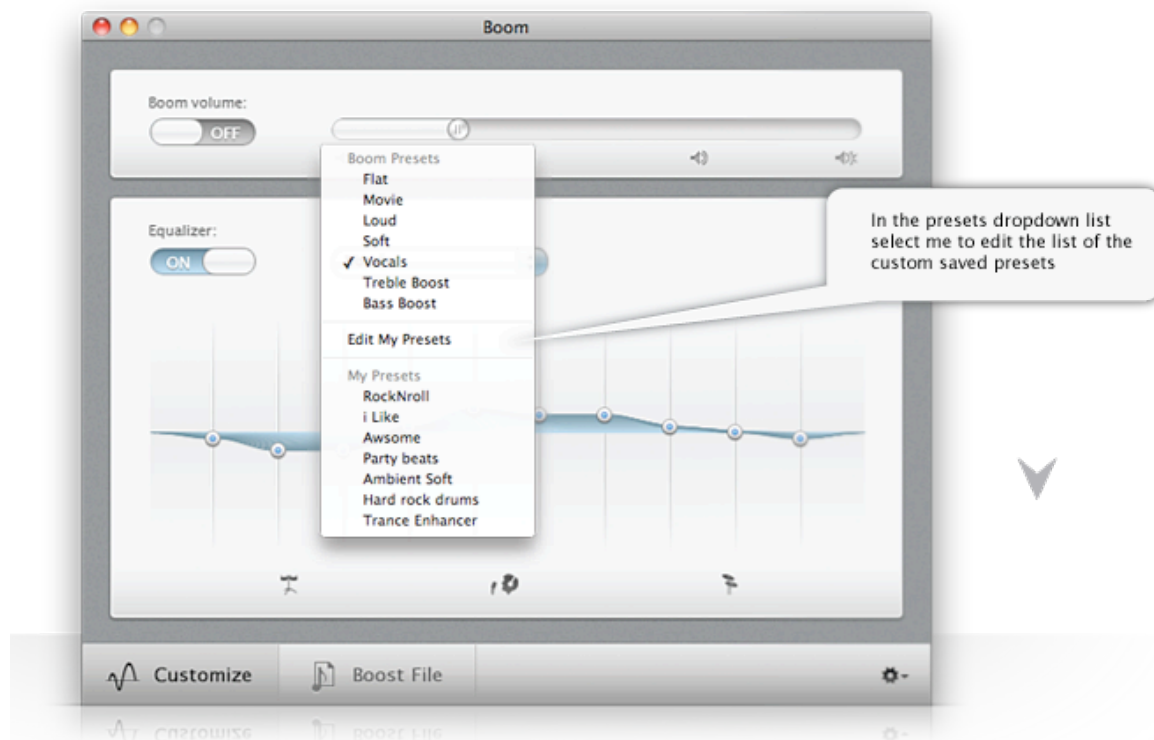 Boom
Boom volume:
OFF
Boom Presets
Flat
Movie
Loud
Soft
✓ Vocals
Treble Boost
Bass Boost
Edit My Presets
My Presets
RockNroll
i Like
Awsome
Party beats
Ambient Soft
Hard rock drums
Trance Enhancer
Equalizer:
ON
In the presets dropdown list
select me to edit the list of the
custom saved presets
Customize
Boost File